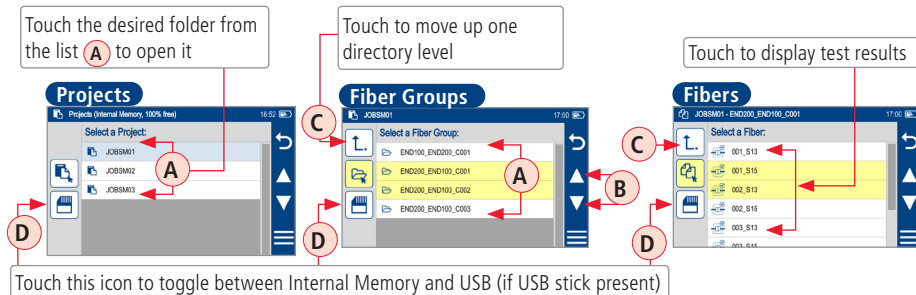 Touch the desired folder from
the list A to open it
Touch to move up one
directory level
Touch to display test results
Projects
Projects (Internal Memory, 100% free) 16:52
Select a Project:
JOBSM01
JOBSM02
JOBSM03
A
D
Fiber Groups
JOBSM01 17:00
Select a Fiber Group:
END100_END200_C001
END200_END100_C001
END200_END100_C002
END200_END100_C003
C
A
B
D
Fibers
JOBSM01 - END200_END100_C001 17:00
Select a Fiber:
001_S13
001_S15
002_S13
002_S15
003_S13
003_S15
C
D
Touch this icon to toggle between Internal Memory and USB (if USB stick present)